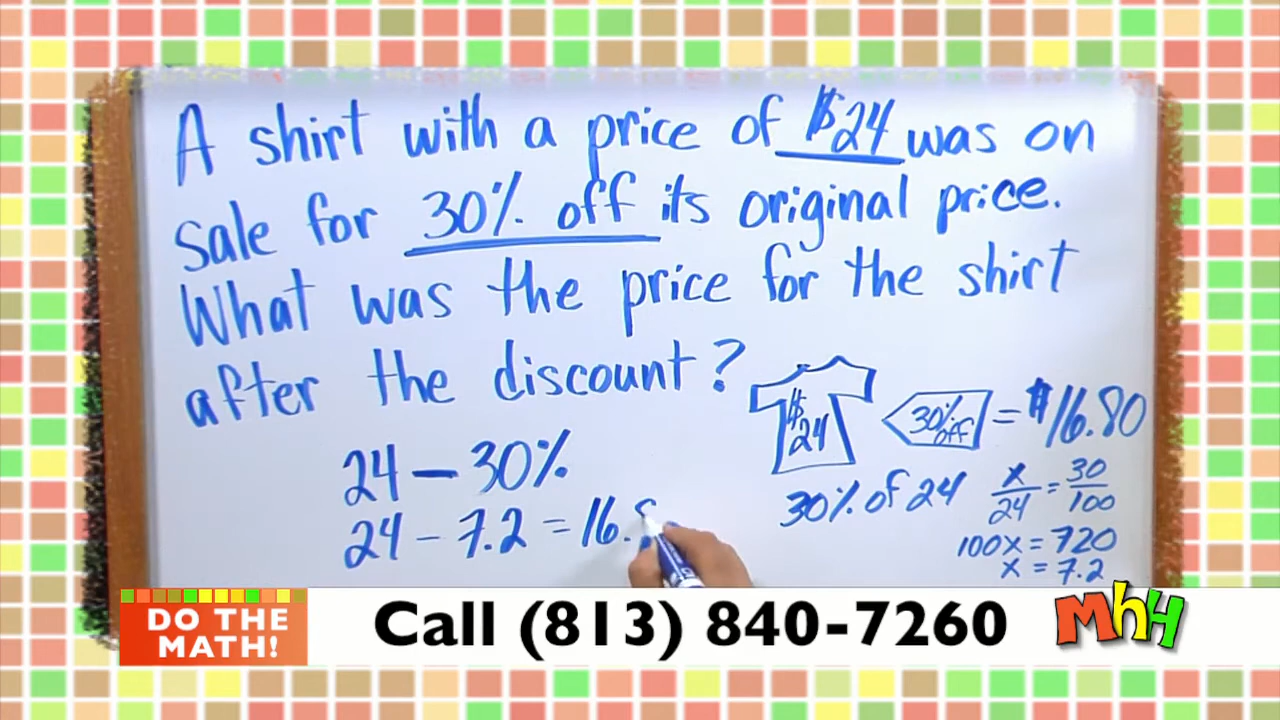 A shirt with a price of $24 was on
sale for 30% off its original price.
What was the price for the shirt
after the discount?
$24
30% off = $16.80
24 — 30%
24 - 7.2 = 16.8
30% of 24
x/24 = 30/100
100x = 720
x = 7.2
DO THE
MATH!
Call (813) 840-7260
Mh4